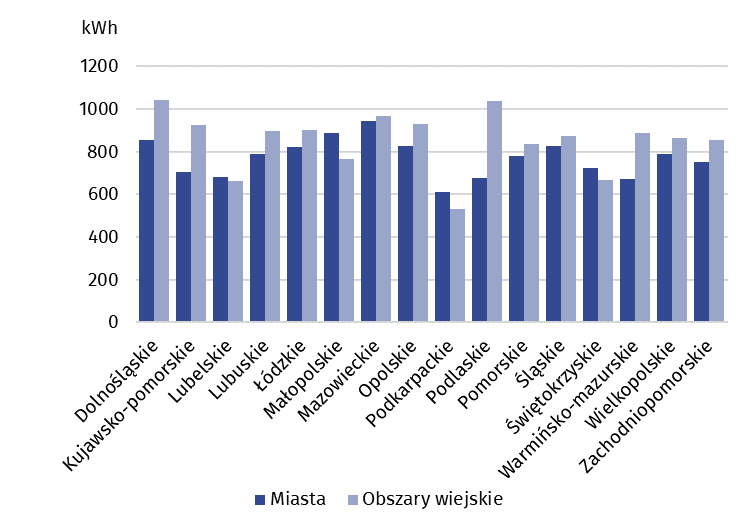 kWh
1200
1000
800
600
400
200
0
Dolnośląskie
Kujawsko-pomorskie
Lubelskie
Lubuskie
Łódzkie
Małopolskie
Mazowieckie
Opolskie
Podkarpackie
Podlaskie
Pomorskie
Śląskie
Świętokrzyskie
Warmińsko-mazurskie
Wielkopolskie
Zachodniopomorskie
Miasta Obszary wiejskie